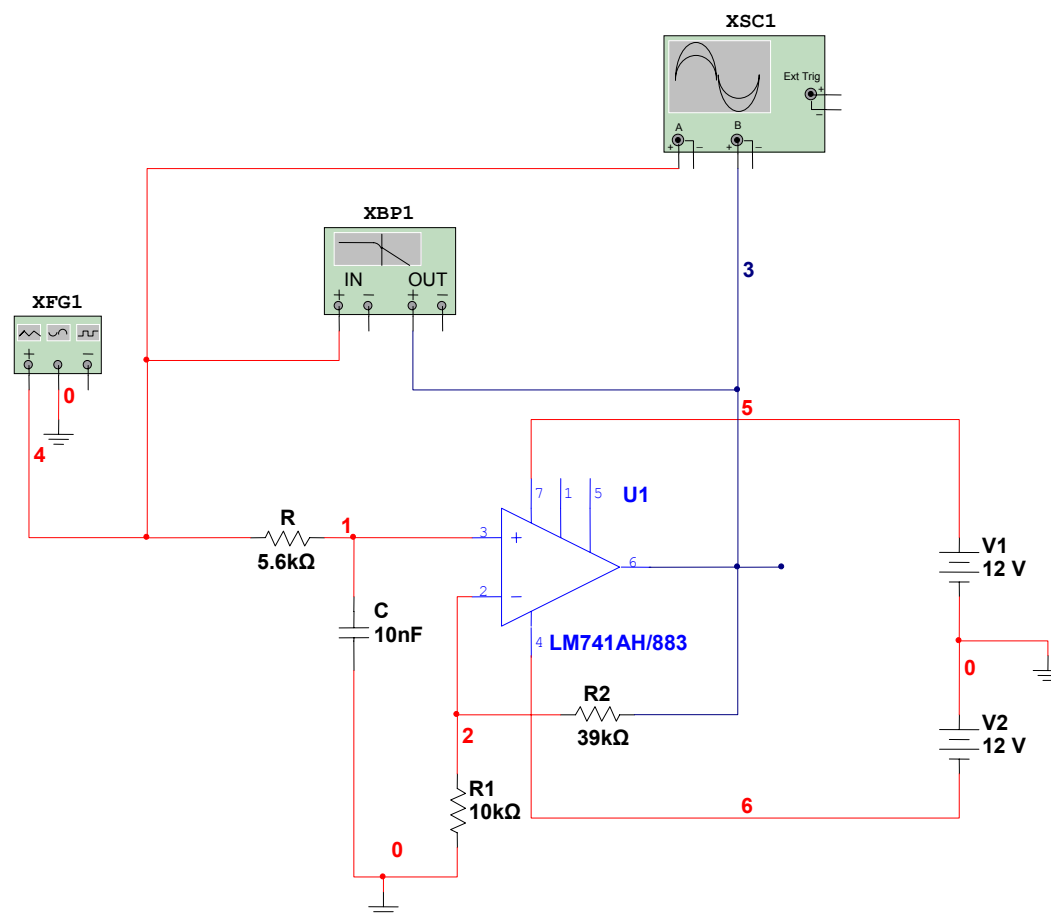 XSC1
Ext Trig
+
–
A
B
+ – + –
XBP1
IN OUT
+ – + –
3
XFG1
+ –
0
4
5
7 1 5 U1
R
5.6kΩ
1
3 +
6
2 –
V1
12 V
C
10nF
4 LM741AH/883
0
R2
39kΩ
2
V2
12 V
R1
10kΩ
6
0